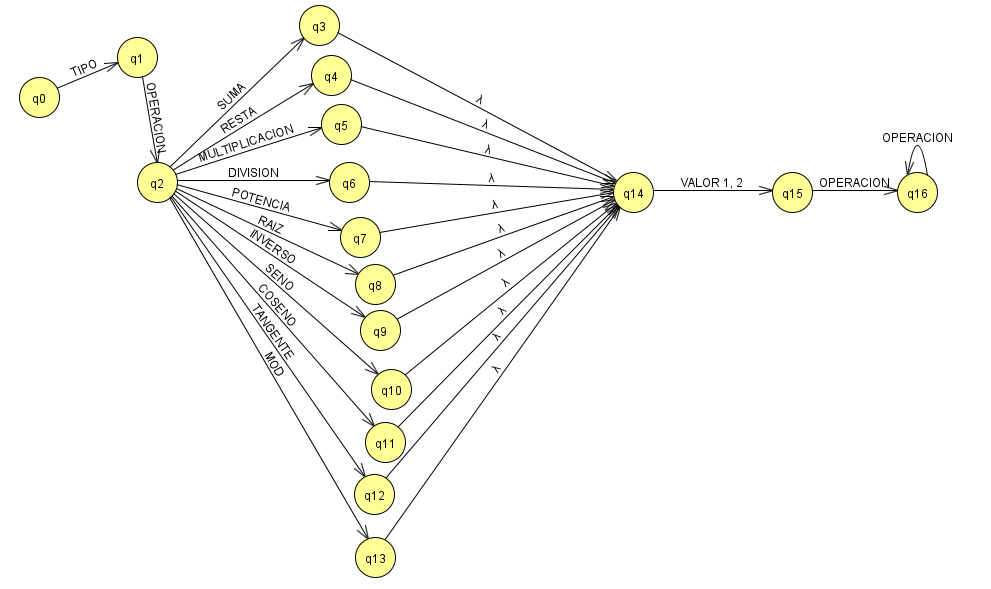 q0
TIPO
q1
OPERACION
q2
SUMA
q3
RESTA
q4
MULTIPLICACION
q5
DIVISION
q6
POTENCIA
q7
RAIZ
q8
INVERSO
q9
SENO
q10
COSENO
q11
TANGENTE
q12
MOD
q13
λ
λ
λ
λ
λ
λ
λ
λ
λ
λ
λ
q14
VALOR 1, 2
q15
OPERACION
q16
OPERACION